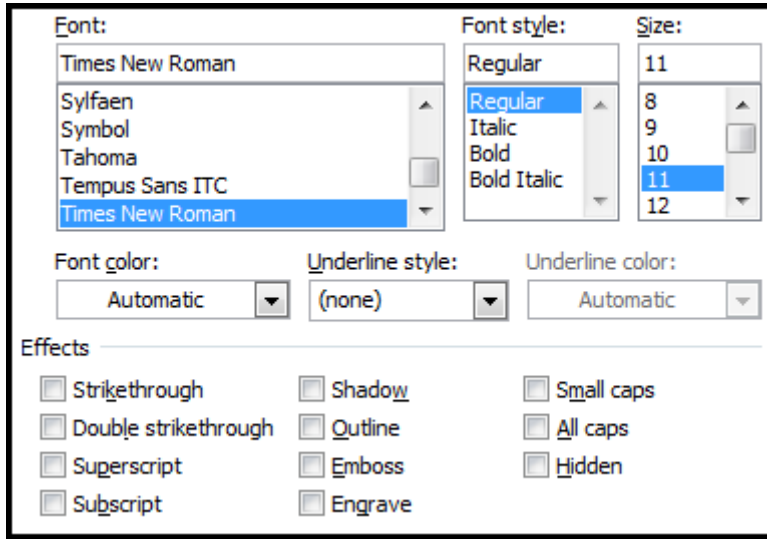 Font: Font style: Size:
Times New Roman Regular 11
Sylfaen Regular 8
Symbol Italic 9
Tahoma Bold 10
Tempus Sans ITC Bold Italic 11
Times New Roman 12
Font color: Underline style: Underline color:
Automatic (none) Automatic
Effects
Strikethrough Shadow Small caps
Double strikethrough Outline All caps
Superscript Emboss Hidden
Subscript Engrave